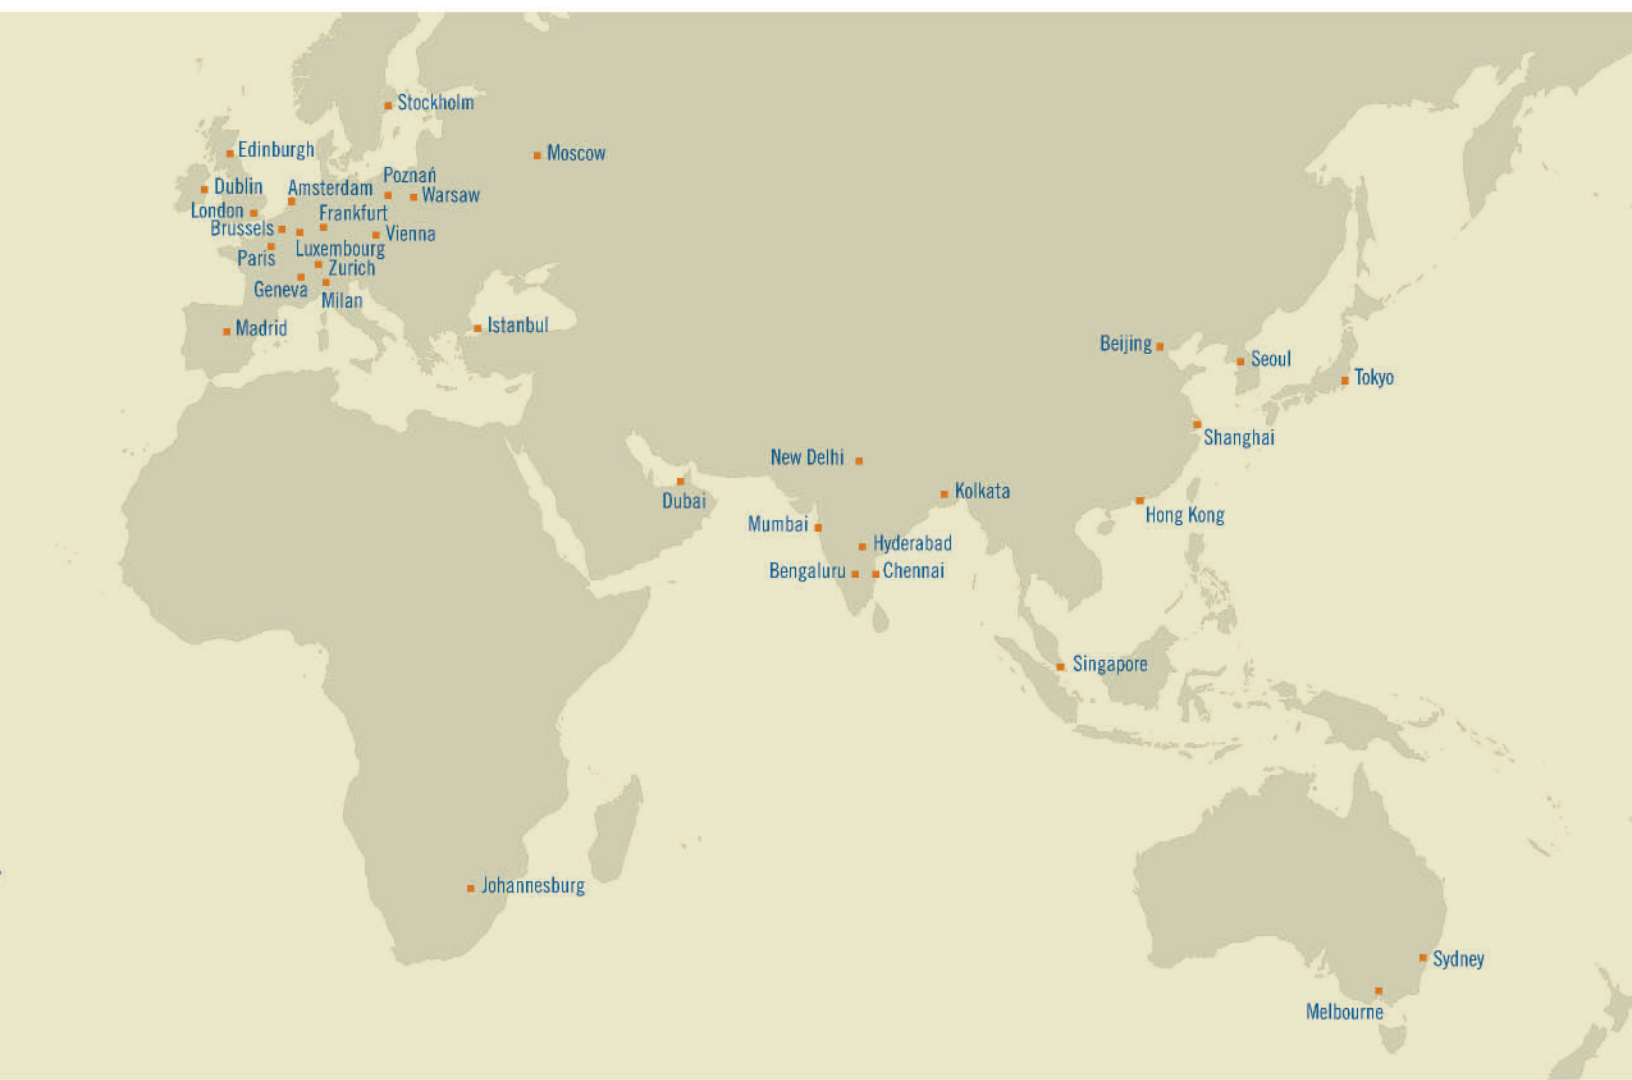 Stockholm
Edinburgh
Moscow
Poznań
Dublin
Amsterdam
Warsaw
London
Frankfurt
Brussels
Vienna
Luxembourg
Paris
Zurich
Geneva
Milan
Istanbul
Madrid
Beijing
Seoul
Tokyo
Shanghai
New Delhi
Kolkata
Dubai
Hong Kong
Mumbai
Hyderabad
Bengaluru
Chennai
Singapore
Johannesburg
Sydney
Melbourne